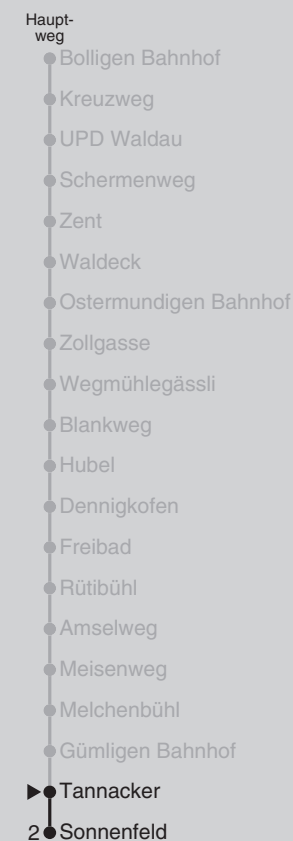 Haupt-
weg
Bolligen Bahnhof
Kreuzweg
UPD Waldau
Schermenweg
Zent
Waldeck
Ostermundigen Bahnhof
Zollgasse
Wegmühlegässli
Blankweg
Hubel
Dennigkofen
Freibad
Rütibühl
Amselweg
Meisenweg
Melchenbühl
Gümligen Bahnhof
Tannacker
2 Sonnenfeld